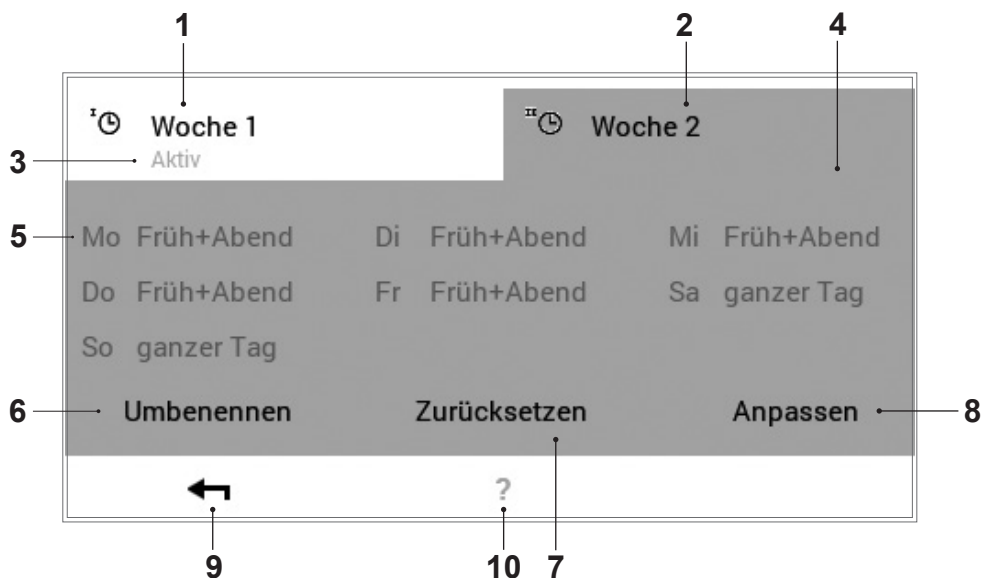 1 2 4
I Woche 1 II Woche 2
3 Aktiv
5 Mo Früh+Abend Di Früh+Abend Mi Früh+Abend
Do Früh+Abend Fr Früh+Abend Sa ganzer Tag
So ganzer Tag
6 Umbenennen Zurücksetzen Anpassen 8
?
9 10 7